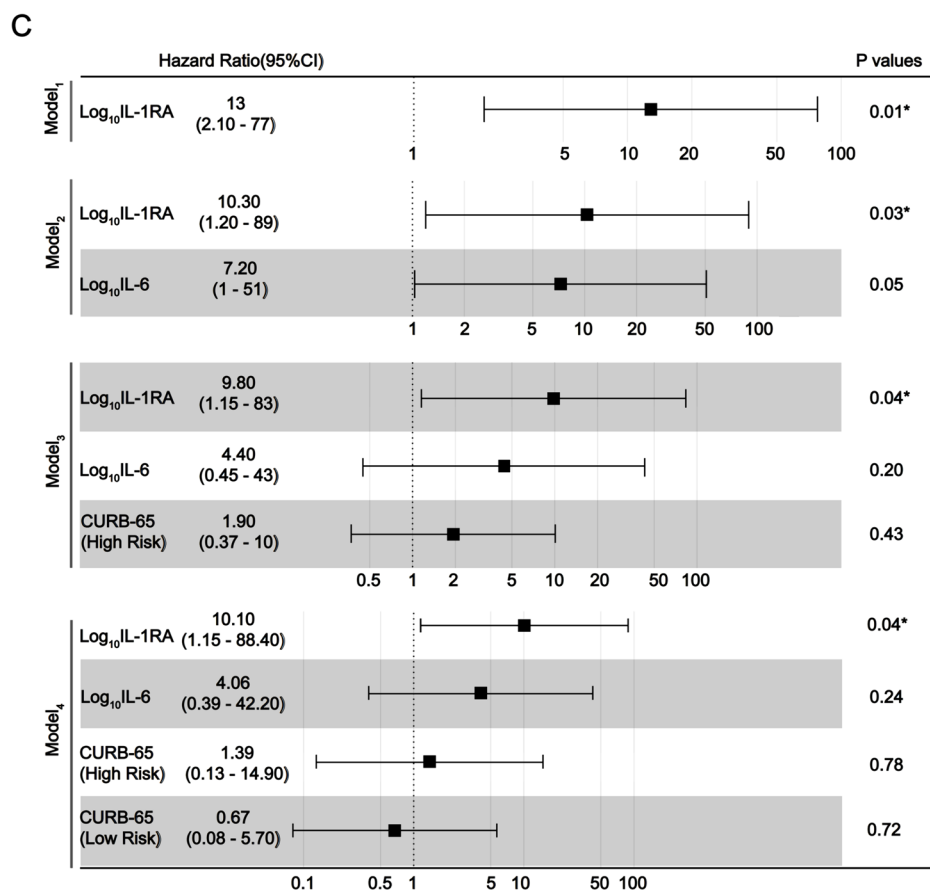 C
Hazard Ratio(95%CI) P values
Model₁
Log₁₀IL-1RA 13 0.01*
(2.10 - 77)
1 5 10 20 50 100
Model₂
Log₁₀IL-1RA 10.30 0.03*
(1.20 - 89)
Log₁₀IL-6 7.20 0.05
(1 - 51)
1 2 5 10 20 50 100
Model₃
Log₁₀IL-1RA 9.80 0.04*
(1.15 - 83)
Log₁₀IL-6 4.40 0.20
(0.45 - 43)
CURB-65 1.90 0.43
(High Risk) (0.37 - 10)
0.5 1 2 5 10 20 50 100
Model₄
Log₁₀IL-1RA 10.10 0.04*
(1.15 - 88.40)
Log₁₀IL-6 4.06 0.24
(0.39 - 42.20)
CURB-65 1.39 0.78
(High Risk) (0.13 - 14.90)
CURB-65 0.67 0.72
(Low Risk) (0.08 - 5.70)
0.1 0.5 1 5 10 50 100